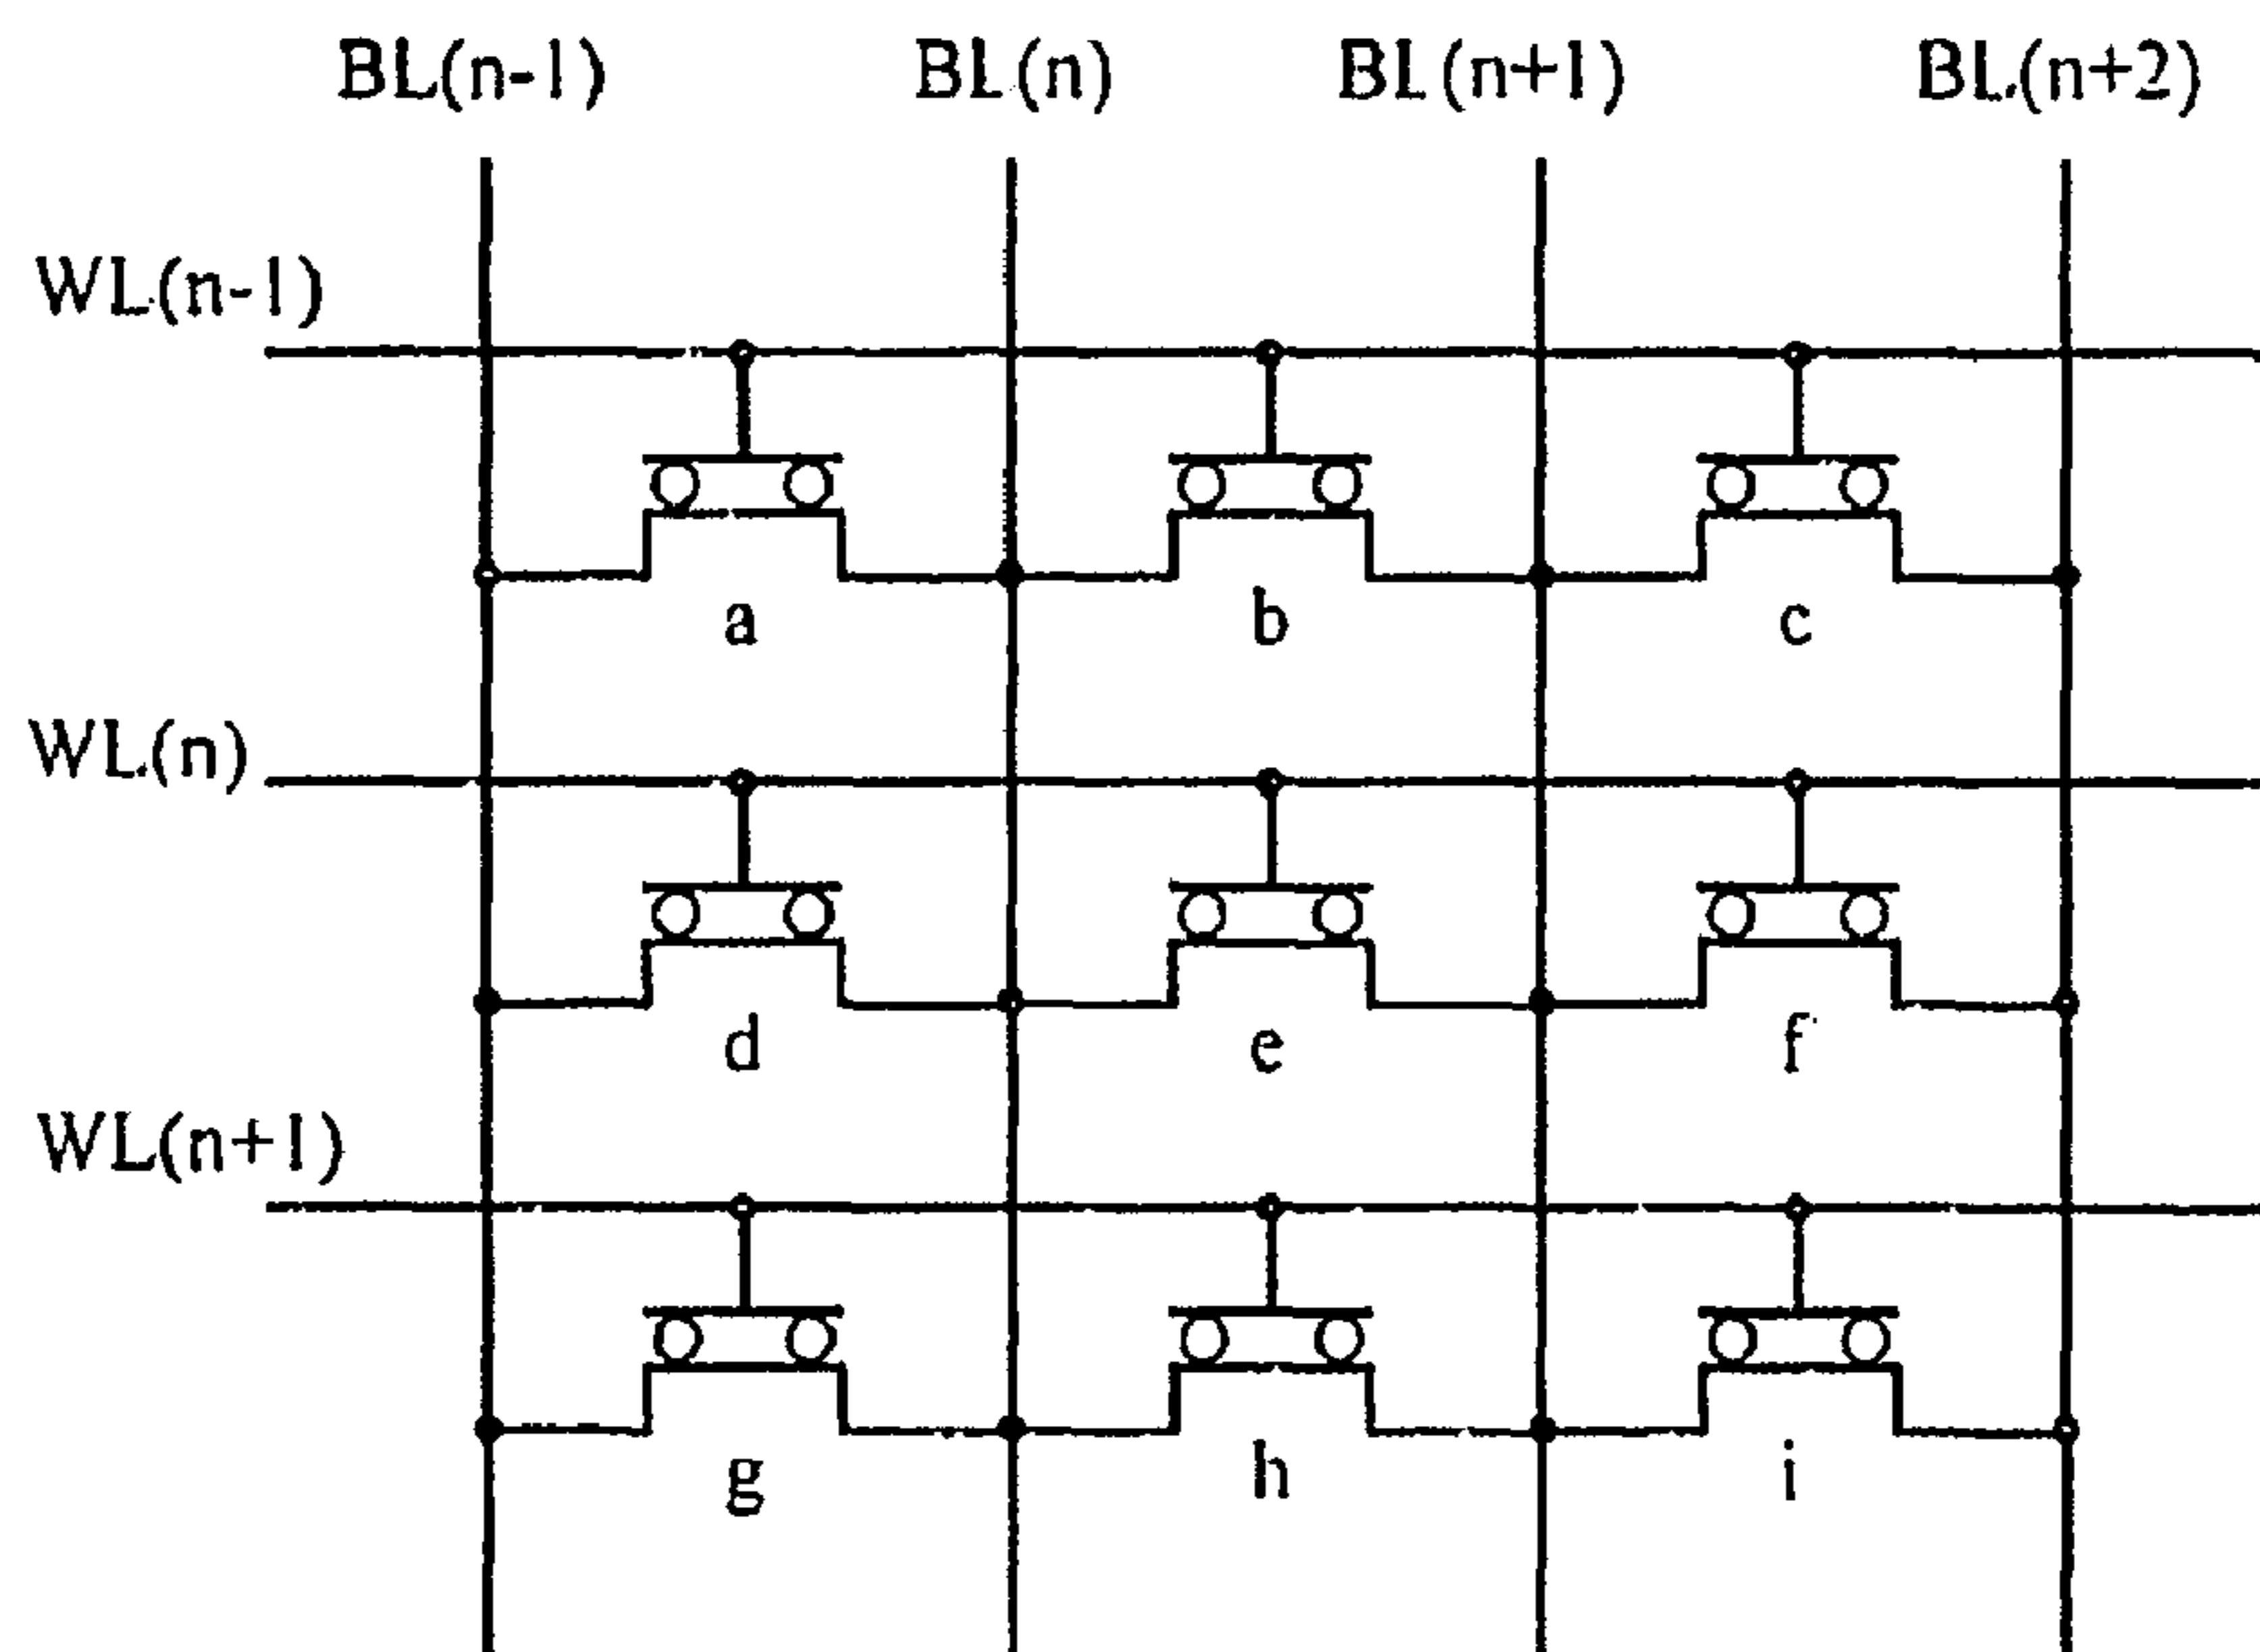 BL(n-1) BL(n) BL(n+1) BL(n+2)
WL(n-1)
a b c
WL(n)
d e f
WL(n+1)
g h i